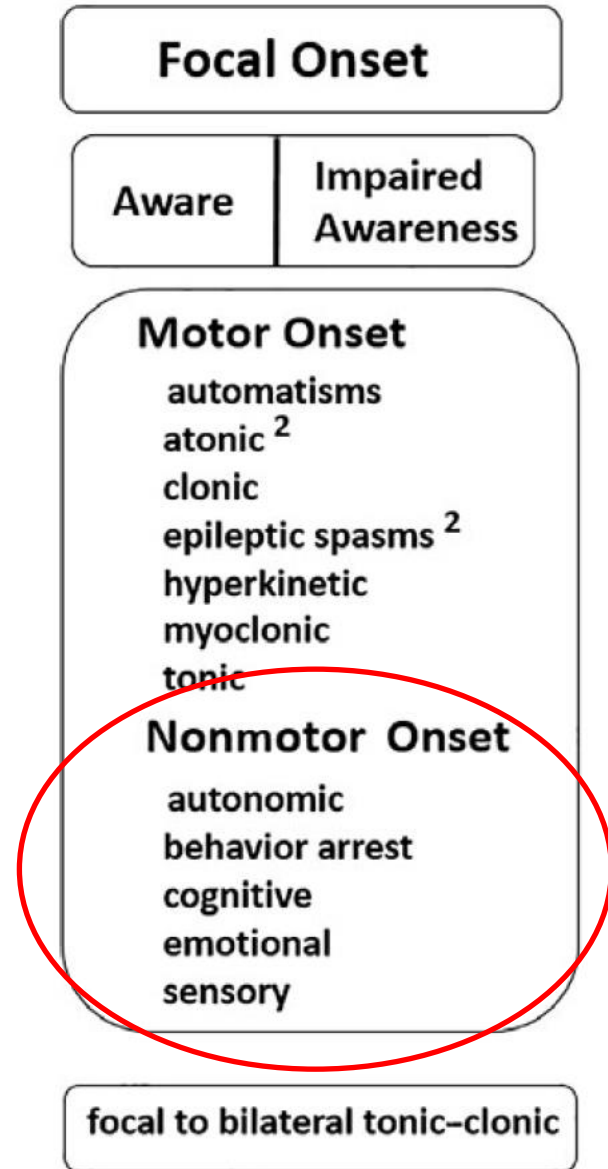 Focal Onset
Aware
Impaired
Awareness
Motor Onset
automatisms
atonic 2
clonic
epileptic spasms 2
hyperkinetic
myoclonic
tonic
Nonmotor Onset
autonomic
behavior arrest
cognitive
emotional
sensory
focal to bilateral tonic–clonic